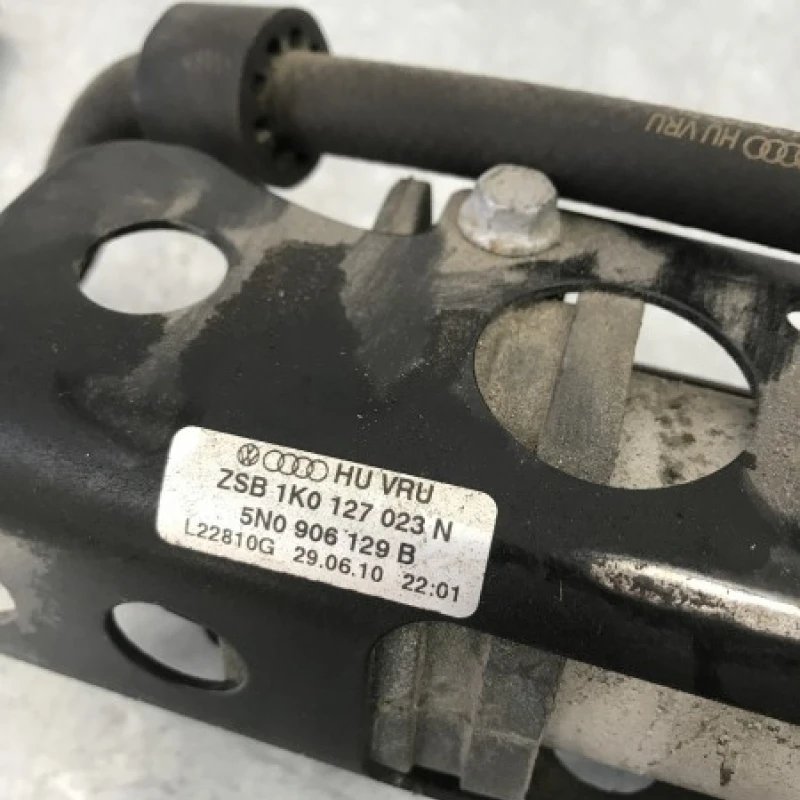 HU VRU
HU VRU
ZSB 1K0 127 023 N
5N0 906 129 B
L22810G 29.06.10 22:01